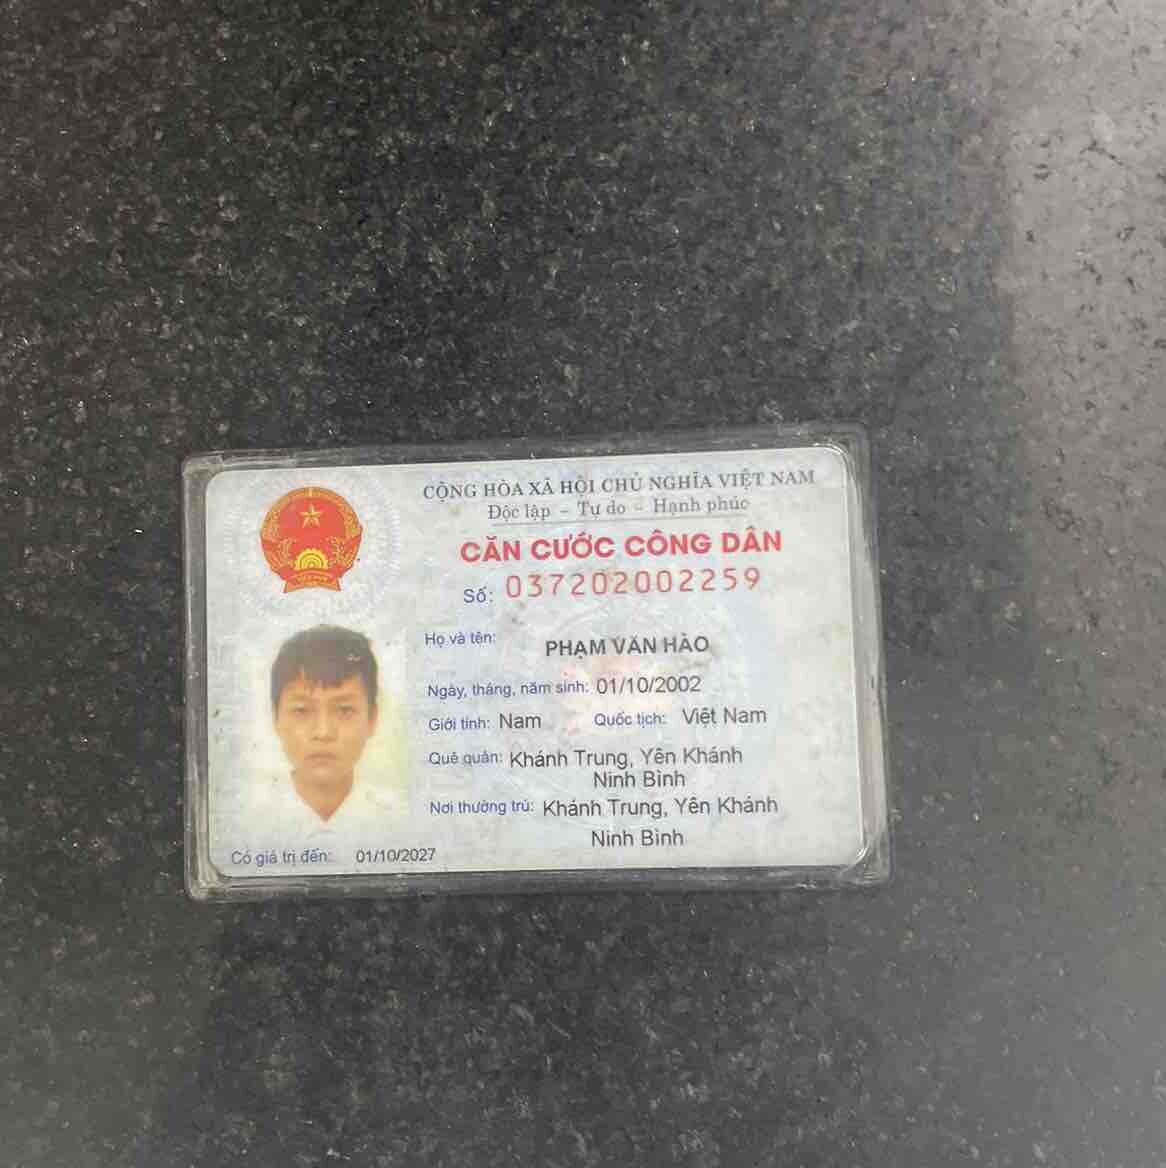 CỘNG HÒA XÃ HỘI CHỦ NGHĨA VIỆT NAM
Độc lập – Tự do – Hạnh phúc
CĂN CƯỚC CÔNG DÂN
Số: 037202002259
Họ và tên: PHẠM VĂN HÀO
Ngày, tháng, năm sinh: 01/10/2002
Giới tính: Nam Quốc tịch: Việt Nam
Quê quán: Khánh Trung, Yên Khánh
Ninh Bình
Nơi thường trú: Khánh Trung, Yên Khánh
Ninh Bình
Có giá trị đến: 01/10/2027